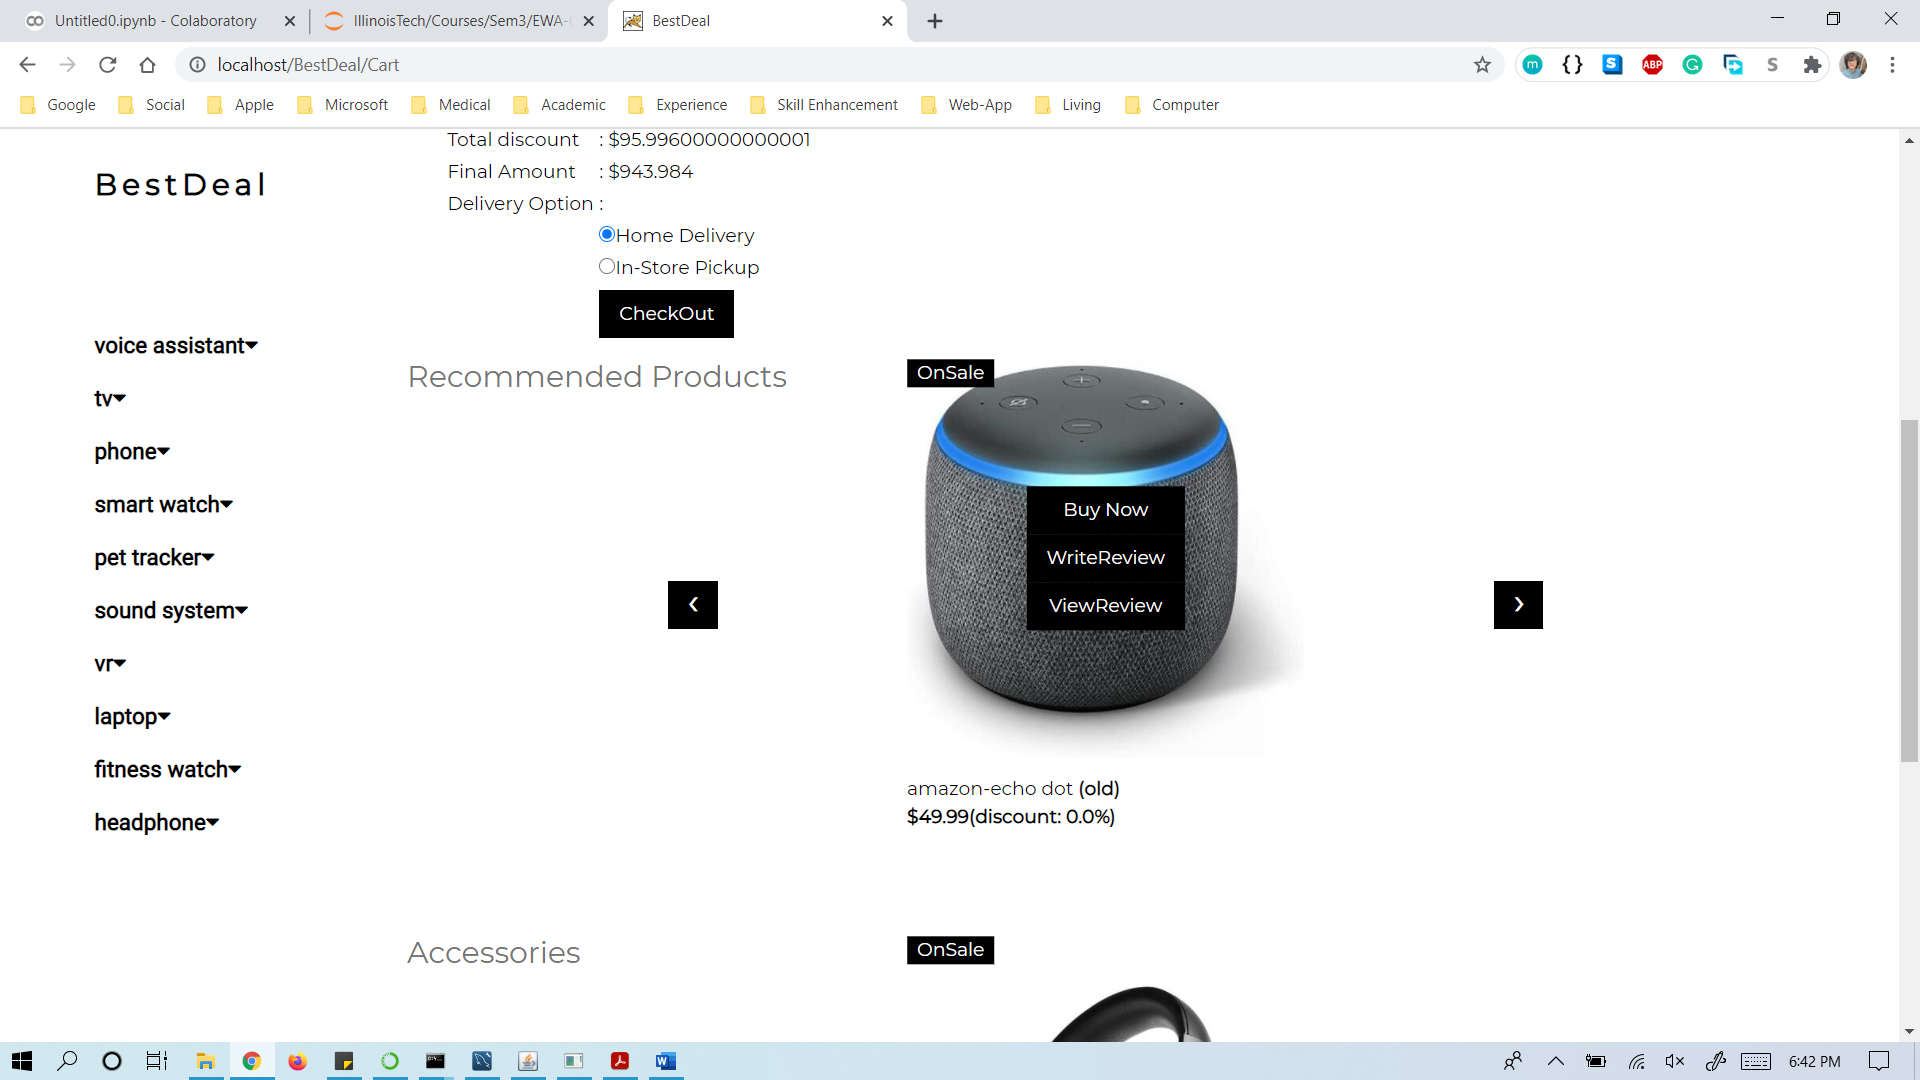 Untitled0.ipynb - Colaboratory
IllinoisTech/Courses/Sem3/EWA-
BestDeal
localhost/BestDeal/Cart
m
{}
S
ABP
G
S
Google
Social
Apple
Microsoft
Medical
Academic
Experience
Skill Enhancement
Web-App
Living
Computer
BestDeal
voice assistant
tv
phone
smart watch
pet tracker
sound system
vr
laptop
fitness watch
headphone
Total discount : $95.99600000000001
Final Amount : $943.984
Delivery Option :
Home Delivery
In-Store Pickup
CheckOut
Recommended Products
OnSale
Buy Now
WriteReview
ViewReview
‹
›
amazon-echo dot (old)
$49.99(discount: 0.0%)
Accessories
OnSale
6:42 PM